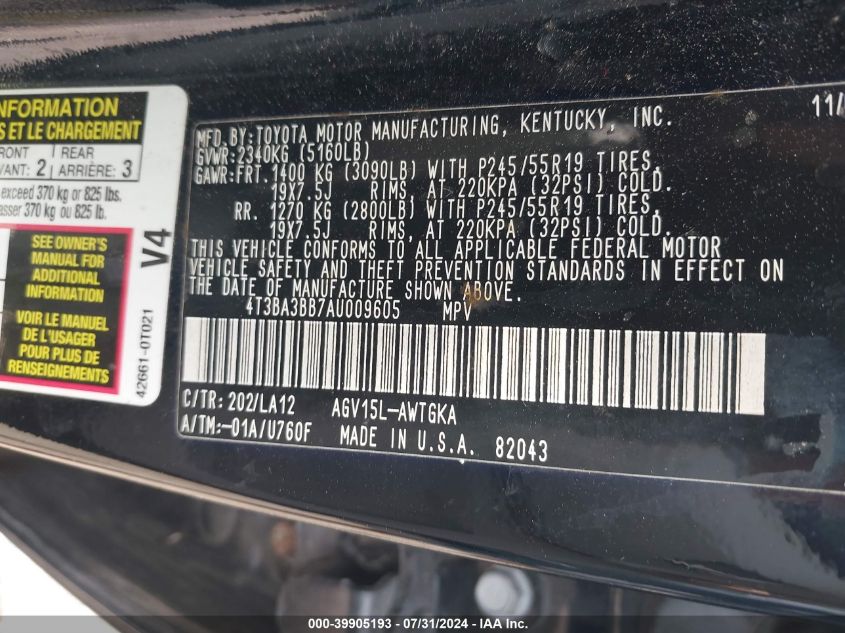 INFORMATION
S ET LE CHARGEMENT
FRONT
VANT: 2
REAR
ARRIÈRE: 3
exceed 370 kg or 825 lbs.
asser 370 kg ou 825 lb.
SEE OWNER'S
MANUAL FOR
ADDITIONAL
INFORMATION
VOIR LE MANUEL
DE L'USAGER
POUR PLUS DE
RENSEIGNEMENTS
V4
42661-0T021
11/
MFD.BY:TOYOTA MOTOR MANUFACTURING, KENTUCKY, INC.
GVWR:2340KG (5160LB)
GAWR:FRT.1400 KG (3090LB) WITH P245/55R19 TIRES,
19X7.5J RIMS, AT 220KPA (32PSI) COLD.
RR. 1270 KG (2800LB) WITH P245/55R19 TIRES,
19X7.5J RIMS, AT 220KPA (32PSI) COLD.
THIS VEHICLE CONFORMS TO ALL APPLICABLE FEDERAL MOTOR
VEHICLE SAFETY AND THEFT PREVENTION STANDARDS IN EFFECT ON
THE DATE OF MANUFACTURE SHOWN ABOVE.
4T3BA3BB7AU009605 MPV
C/TR:202/LA12 AGV15L-AWTGKA
A/TM:-01A/U760F MADE IN U.S.A. 82043
000-39905193 - 07/31/2024 - IAA Inc.